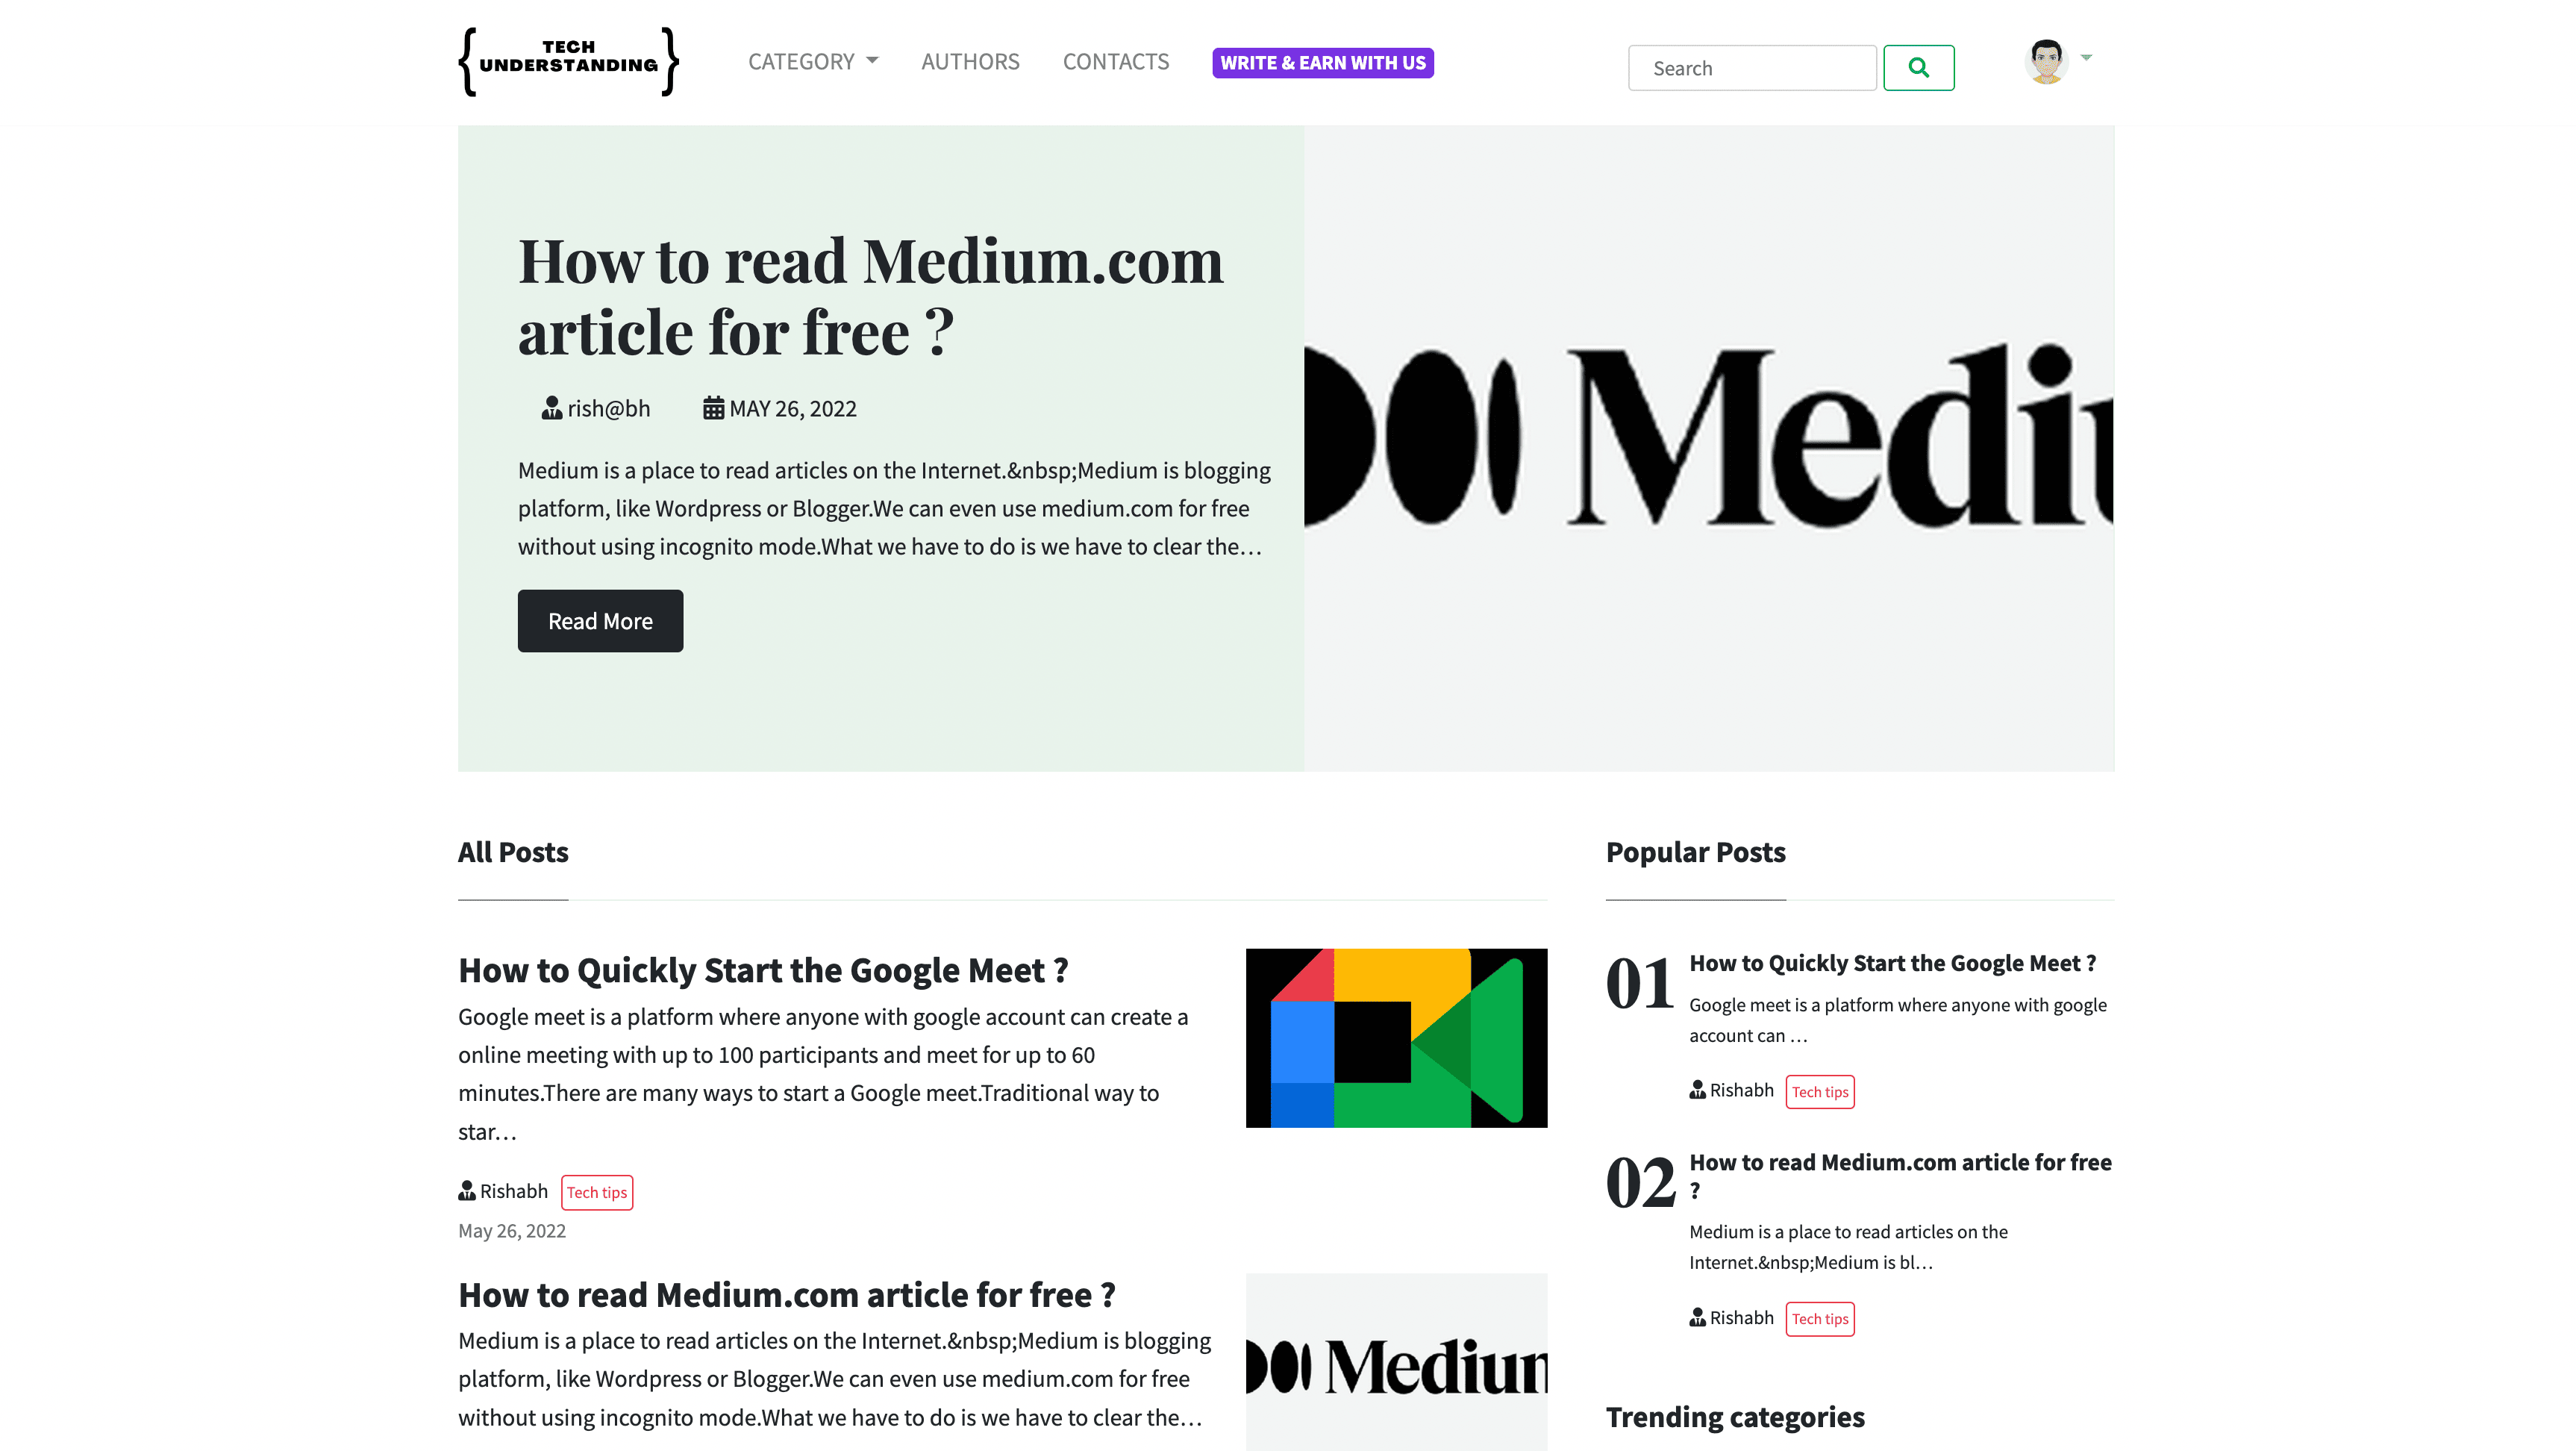 TECH
UNDERSTANDING
CATEGORY
AUTHORS
CONTACTS
WRITE & EARN WITH US
Search
How to read Medium.com
article for free ?
rish@bh
MAY 26, 2022
Medium is a place to read articles on the Internet.&nbsp;Medium is blogging
platform, like Wordpress or Blogger.We can even use medium.com for free
without using incognito mode.What we have to do is we have to clear the…
Read More
Medi
All Posts
How to Quickly Start the Google Meet ?
Google meet is a platform where anyone with google account can create a
online meeting with up to 100 participants and meet for up to 60
minutes.There are many ways to start a Google meet.Traditional way to
star…
Rishabh
Tech tips
May 26, 2022
How to read Medium.com article for free ?
Medium is a place to read articles on the Internet.&nbsp;Medium is blogging
platform, like Wordpress or Blogger.We can even use medium.com for free
without using incognito mode.What we have to do is we have to clear the…
Medium
Popular Posts
01
How to Quickly Start the Google Meet ?
Google meet is a platform where anyone with google
account can …
Rishabh
Tech tips
02
How to read Medium.com article for free
?
Medium is a place to read articles on the
Internet.&nbsp;Medium is bl…
Rishabh
Tech tips
Trending categories